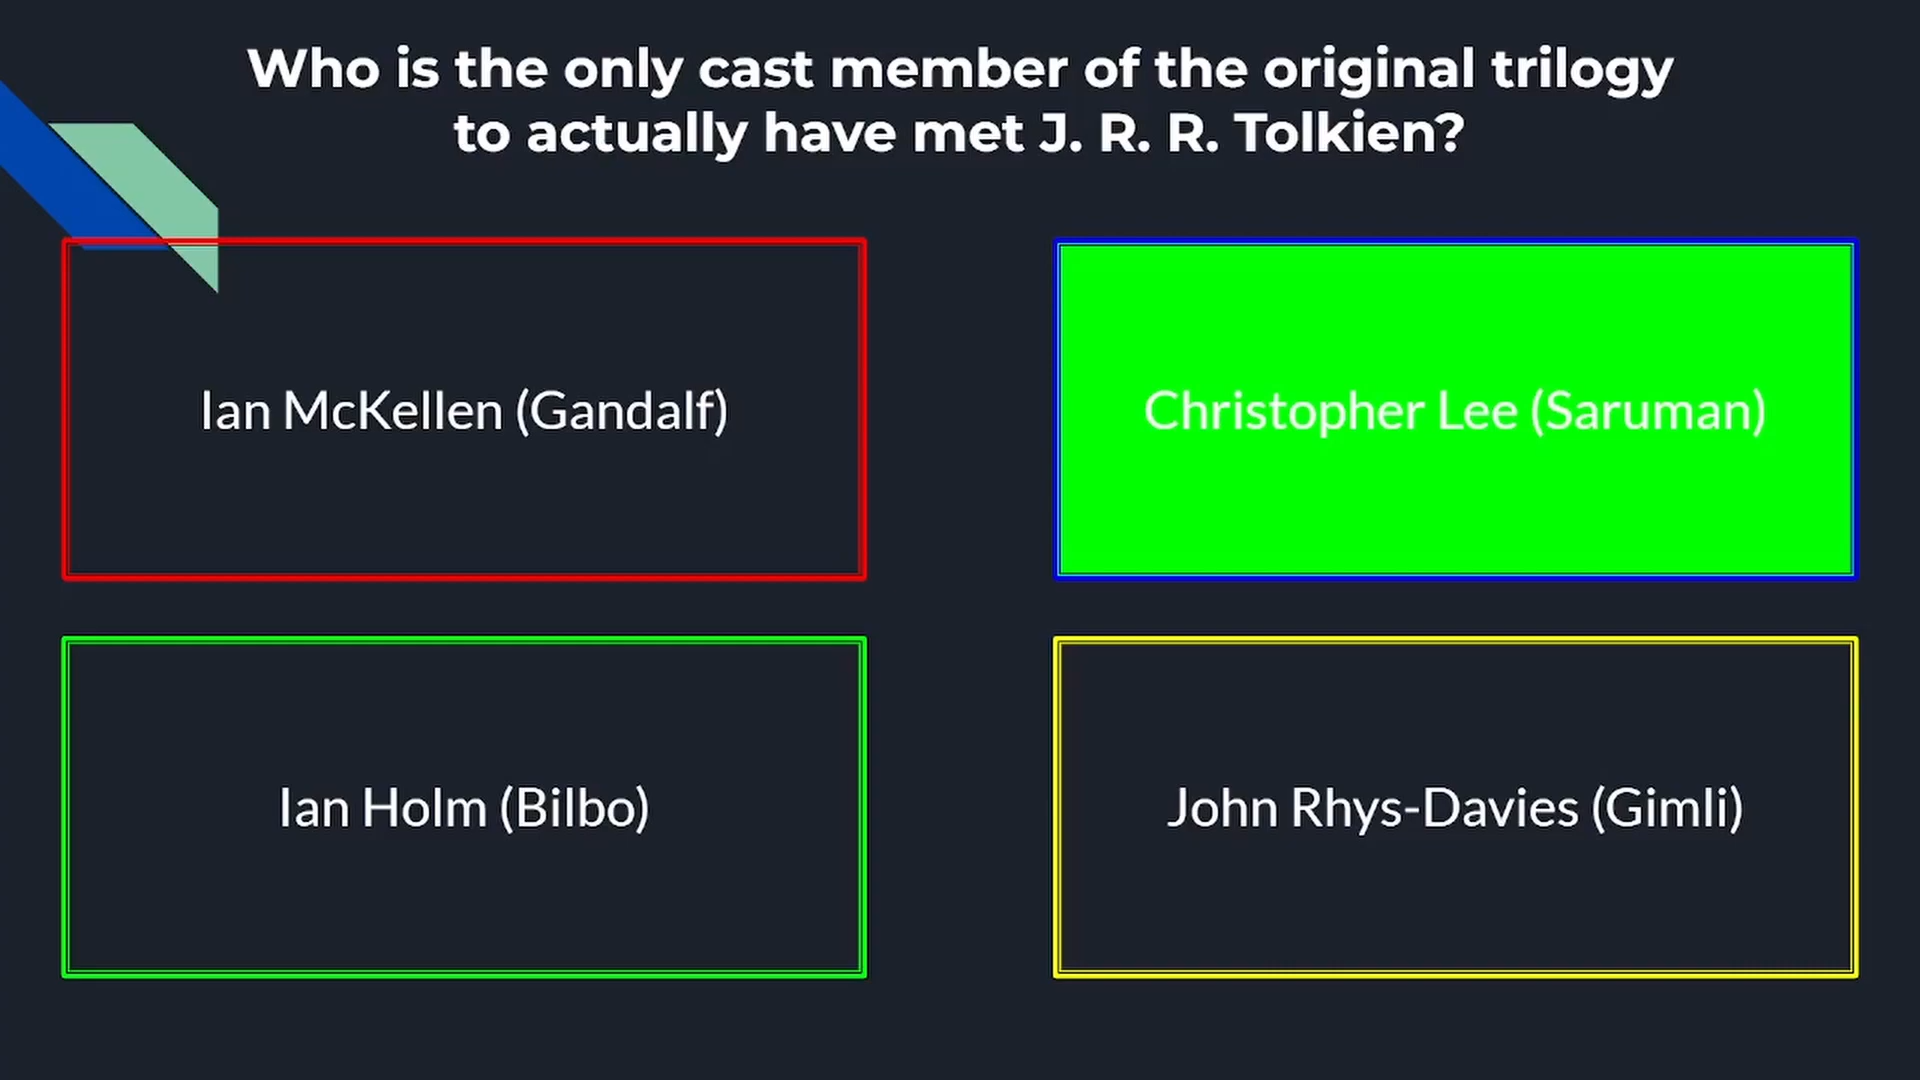 Who is the only cast member of the original trilogy
to actually have met J. R. R. Tolkien?
Ian McKellen (Gandalf)
Christopher Lee (Saruman)
Ian Holm (Bilbo)
John Rhys-Davies (Gimli)